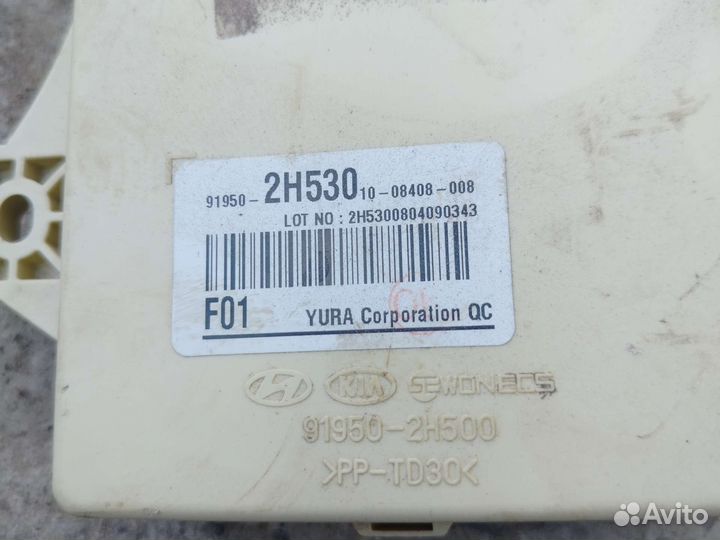 91950- 2H530 10-08408-008
LOT NO : 2H5300804090343
F01 YURA Corporation QC
KIA SEWONECS
91950-2H500
>PP-TD30<
Avito